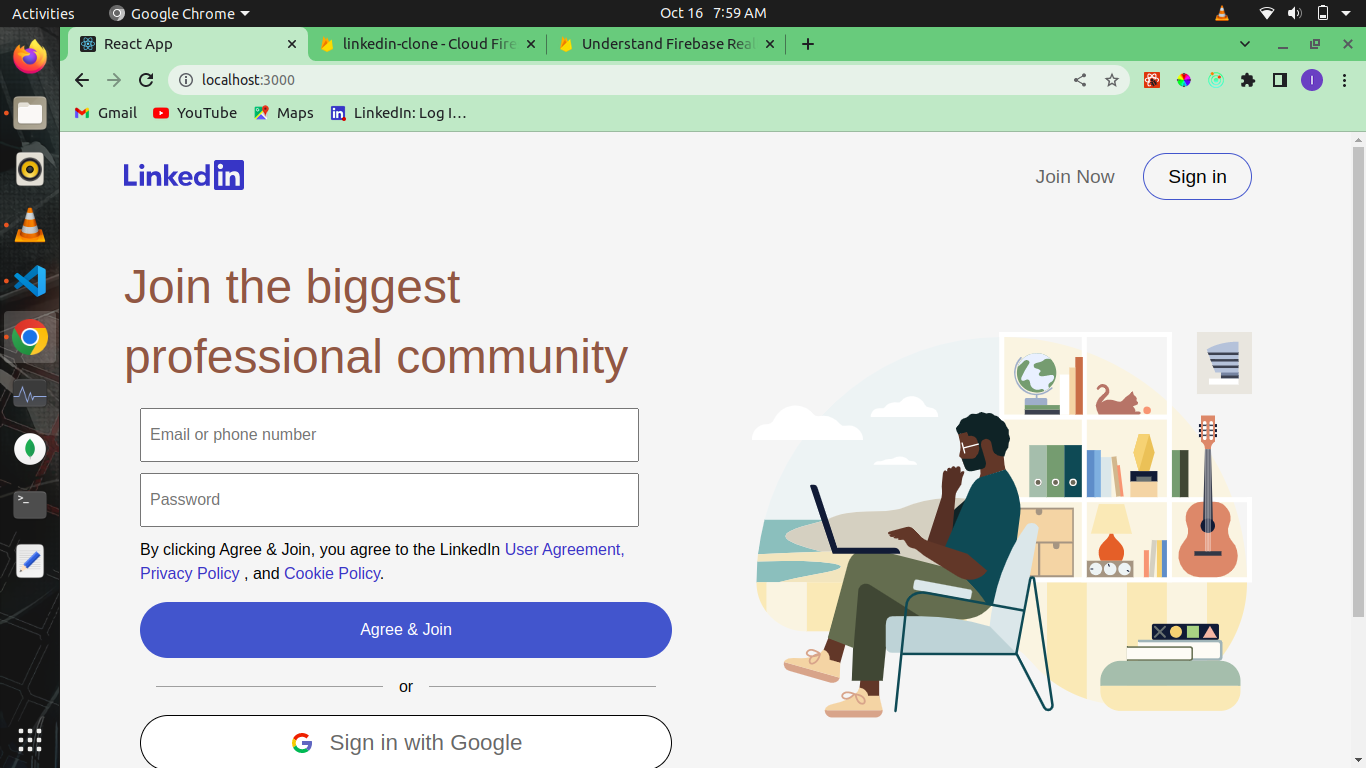 Activities Google Chrome Oct 16 7:59 AM
React App linkedin-clone - Cloud Fire Understand Firebase Real
localhost:3000 I
Gmail YouTube Maps LinkedIn: Log I…
Linked in Join Now Sign in
Join the biggest
professional community
Email or phone number
Password
By clicking Agree & Join, you agree to the LinkedIn User Agreement,
Privacy Policy , and Cookie Policy.
Agree & Join
or
Sign in with Google